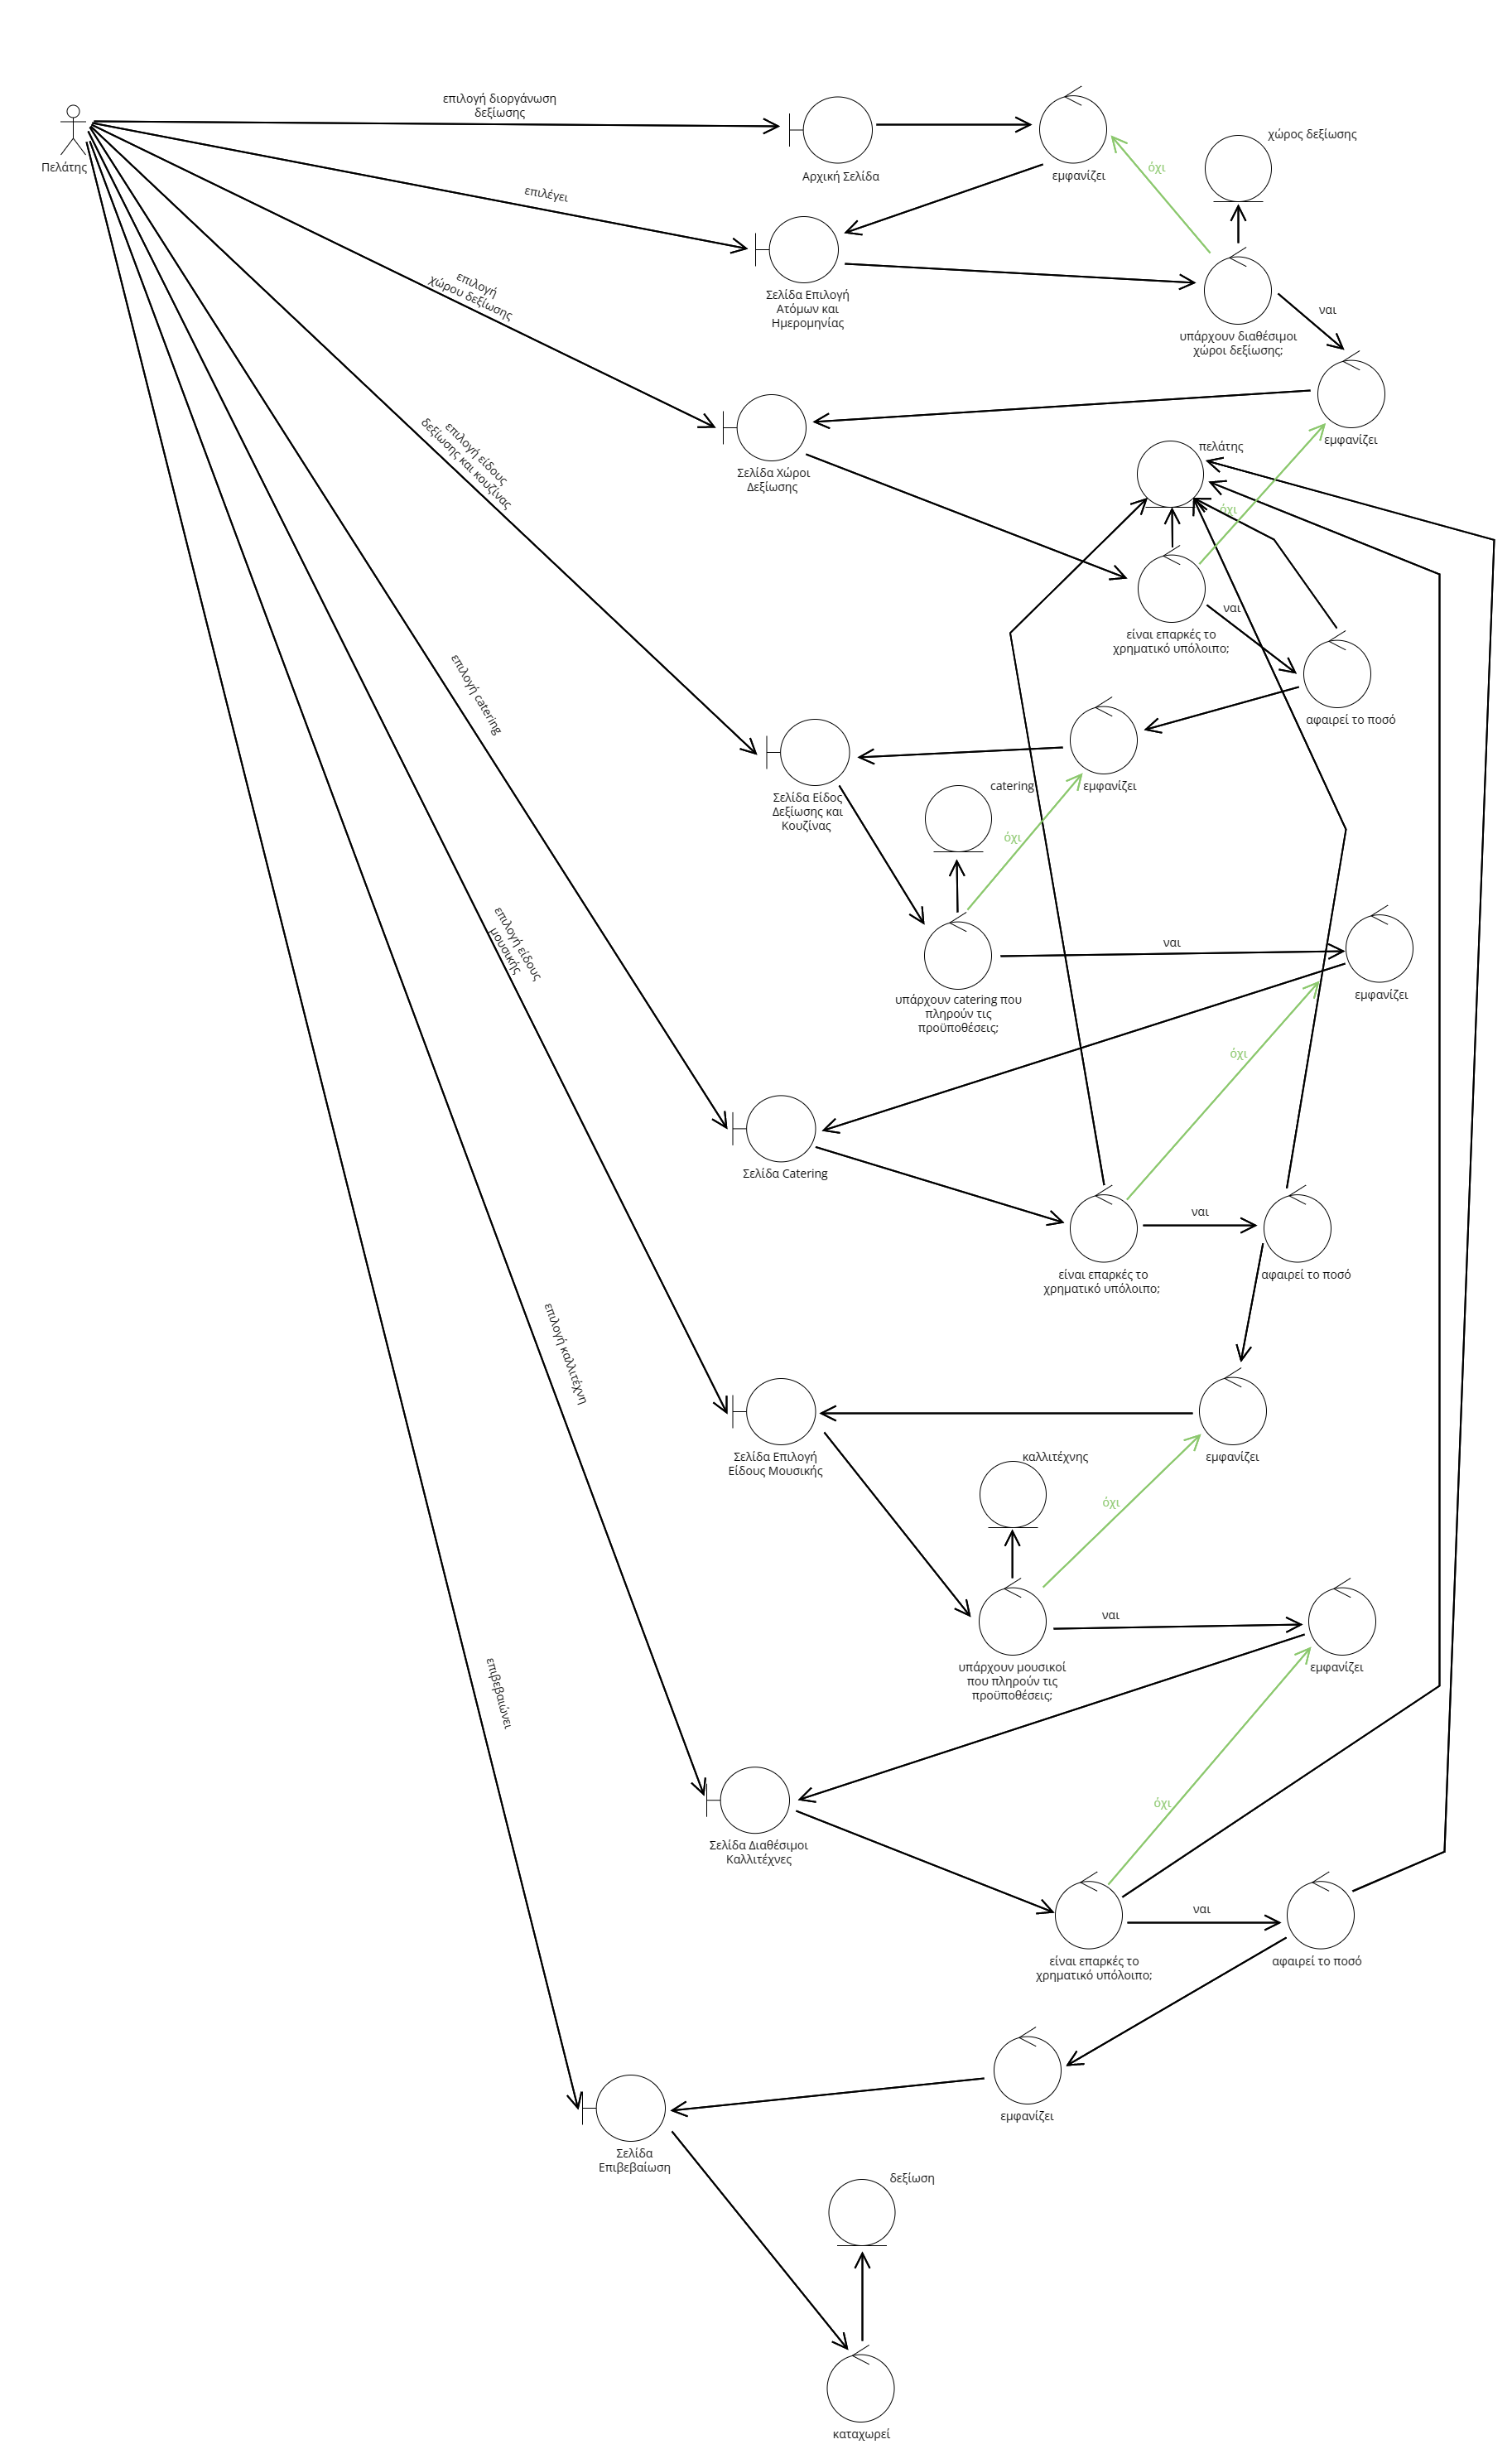 επιλογή διοργάνωση
δεξίωσης
Πελάτης
Αρχική Σελίδα
εμφανίζει
χώρος δεξίωσης
όχι
επιλέγει
Σελίδα Επιλογή
Ατόμων και
Ημερομηνίας
υπάρχουν διαθέσιμοι
χώροι δεξίωσης;
ναι
επιλογή
χώρου δεξίωσης
εμφανίζει
πελάτης
Σελίδα Χώροι
Δεξίωσης
όχι
επιλογή είδους
δεξίωσης και κουζίνας
είναι επαρκές το
χρηματικό υπόλοιπο;
ναι
αφαιρεί το ποσό
επιλογή catering
εμφανίζει
catering
Σελίδα Είδος
Δεξίωσης και
Κουζίνας
όχι
επιλογή είδους
μουσικής
υπάρχουν catering που
πληρούν τις
προϋποθέσεις;
ναι
εμφανίζει
όχι
Σελίδα Catering
είναι επαρκές το
χρηματικό υπόλοιπο;
ναι
αφαιρεί το ποσό
επιλογή καλλιτέχνη
Σελίδα Επιλογή
Είδους Μουσικής
καλλιτέχνης
εμφανίζει
όχι
υπάρχουν μουσικοί
που πληρούν τις
προϋποθέσεις;
ναι
εμφανίζει
επιβεβαιώνει
όχι
Σελίδα Διαθέσιμοι
Καλλιτέχνες
είναι επαρκές το
χρηματικό υπόλοιπο;
ναι
αφαιρεί το ποσό
εμφανίζει
Σελίδα
Επιβεβαίωση
δεξίωση
καταχωρεί